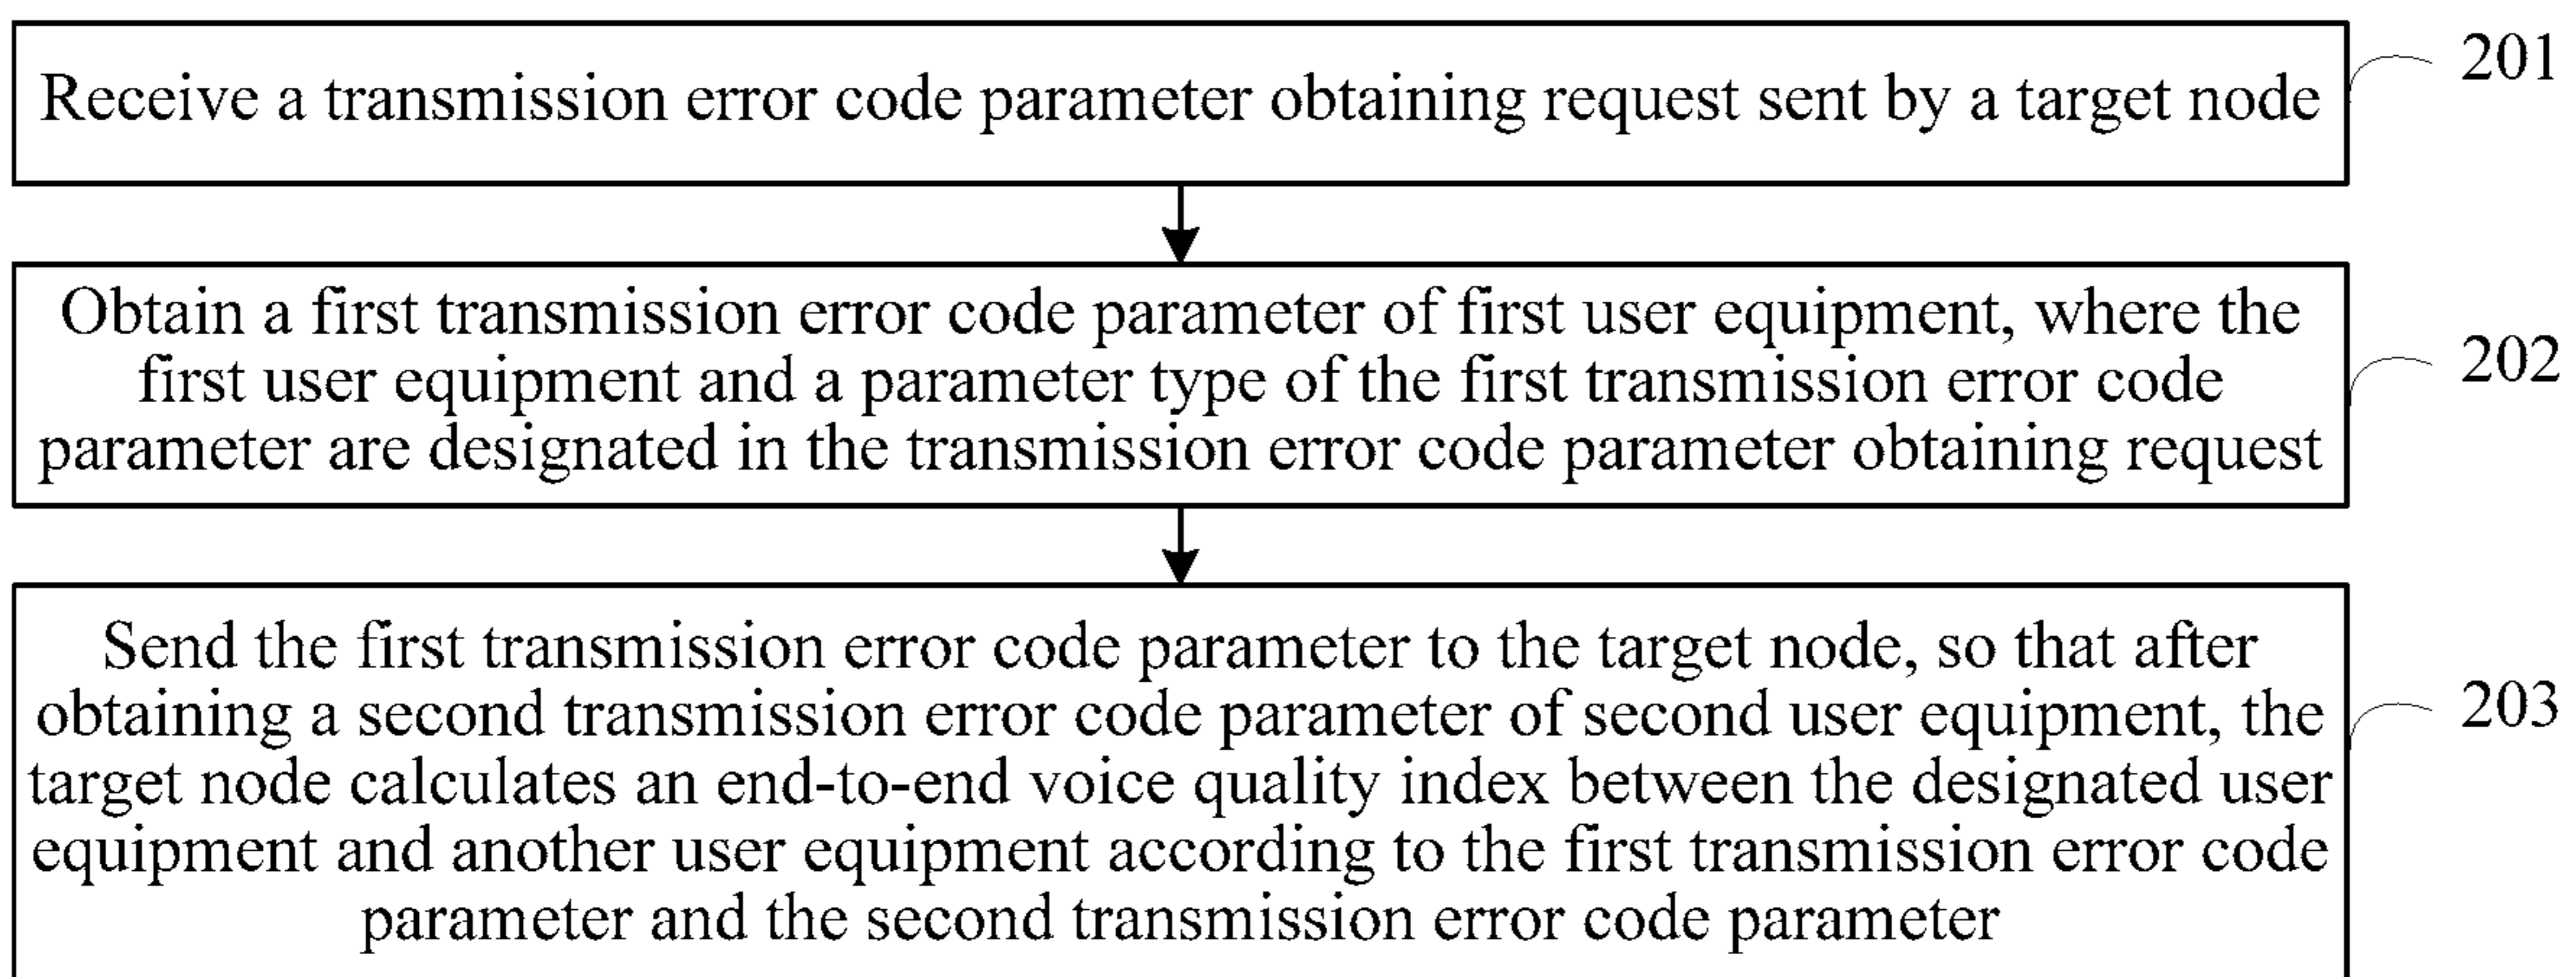 Receive a transmission error code parameter obtaining request sent by a target node
201
Obtain a first transmission error code parameter of first user equipment, where the
first user equipment and a parameter type of the first transmission error code
parameter are designated in the transmission error code parameter obtaining request
202
Send the first transmission error code parameter to the target node, so that after
obtaining a second transmission error code parameter of second user equipment, the
target node calculates an end-to-end voice quality index between the designated user
equipment and another user equipment according to the first transmission error code
parameter and the second transmission error code parameter
203